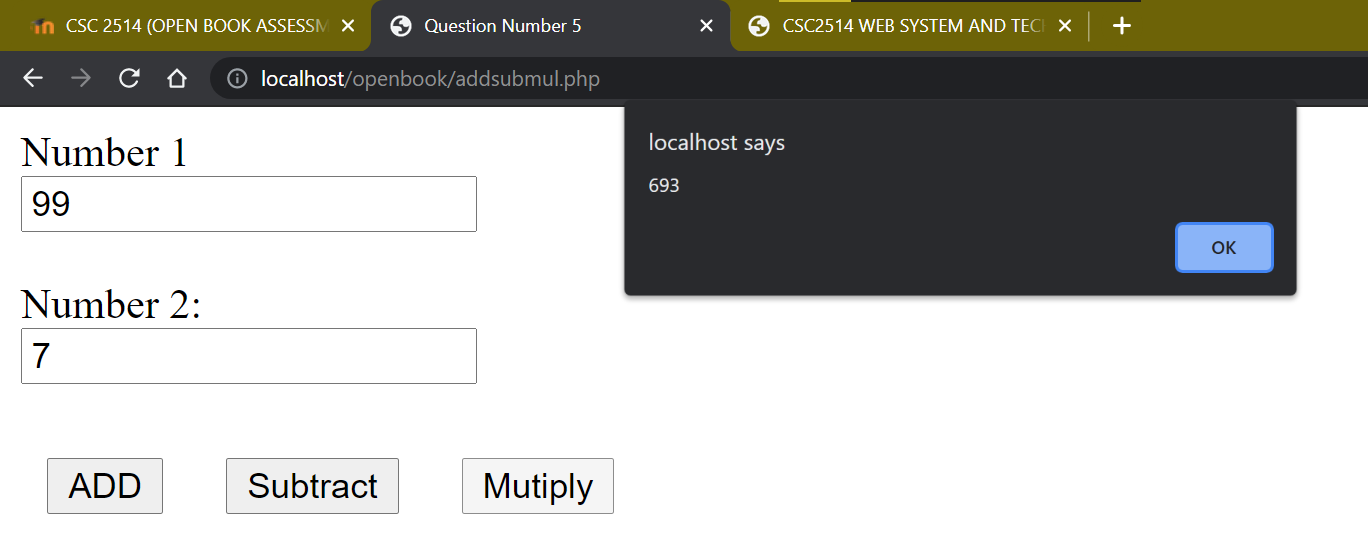 CSC 2514 (OPEN BOOK ASSESSM
Question Number 5
CSC2514 WEB SYSTEM AND TEC
localhost/openbook/addsubmul.php
localhost says
693
OK
Number 1
99
Number 2:
7
ADD
Subtract
Mutiply